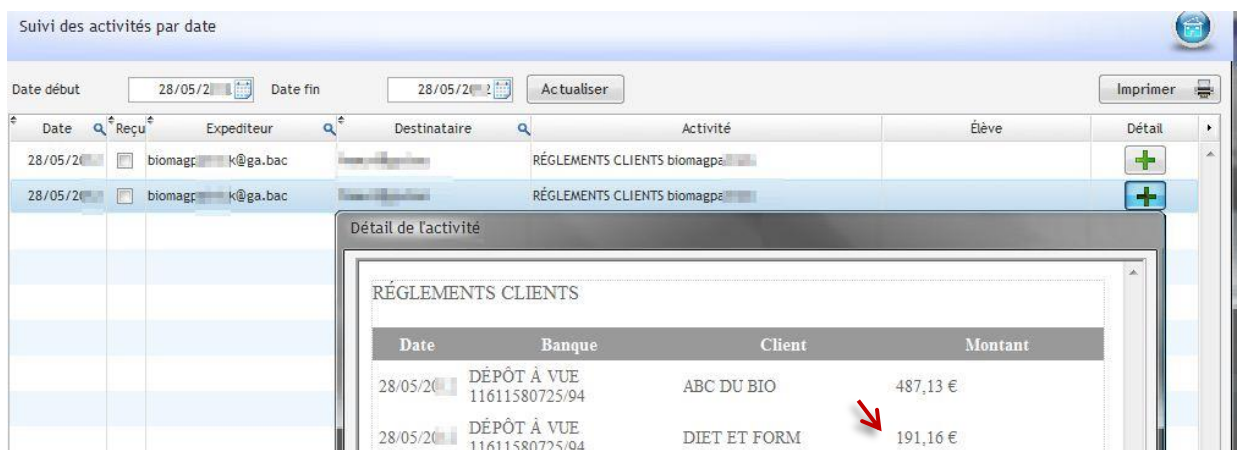 Suivi des activités par date
Date début 28/05/2 Date fin 28/05/20 Actualiser Imprimer
Date Reçu Expediteur Destinataire Activité Élève Détail
28/05/20 biomagp k@ga.bac RÉGLEMENTS CLIENTS biomagpa
28/05/20 biomagp k@ga.bac RÉGLEMENTS CLIENTS biomagpa
Détail de l'activité
RÉGLEMENTS CLIENTS
Date Banque Client Montant
28/05/20 DÉPÔT À VUE 11611580725/94 ABC DU BIO 487,13 €
28/05/20 DÉPÔT À VUE 11611580725/94 DIET ET FORM 191,16 €